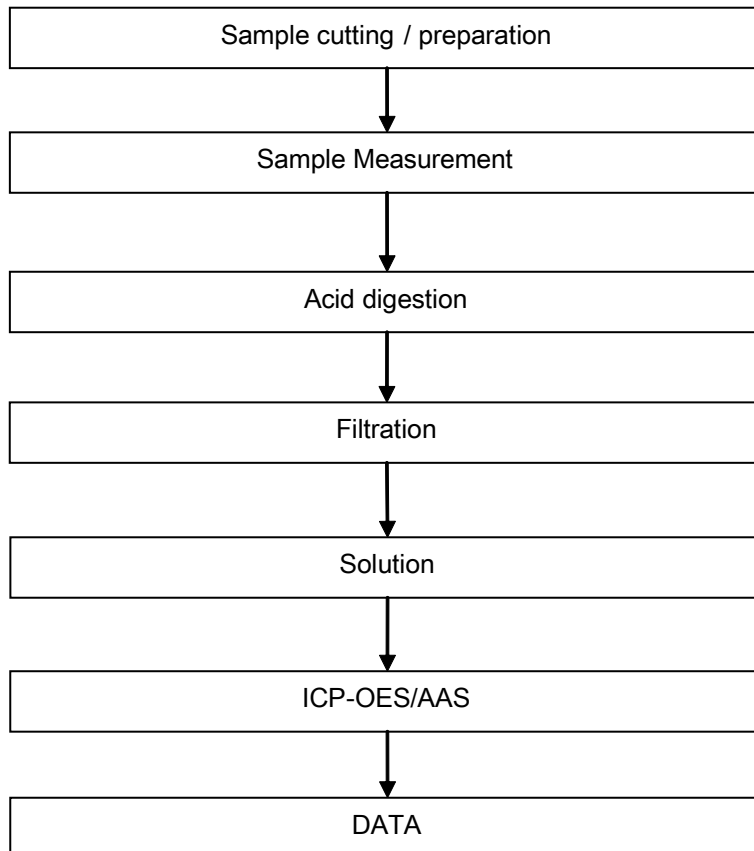 Sample cutting / preparation
Sample Measurement
Acid digestion
Filtration
Solution
ICP-OES/AAS
DATA